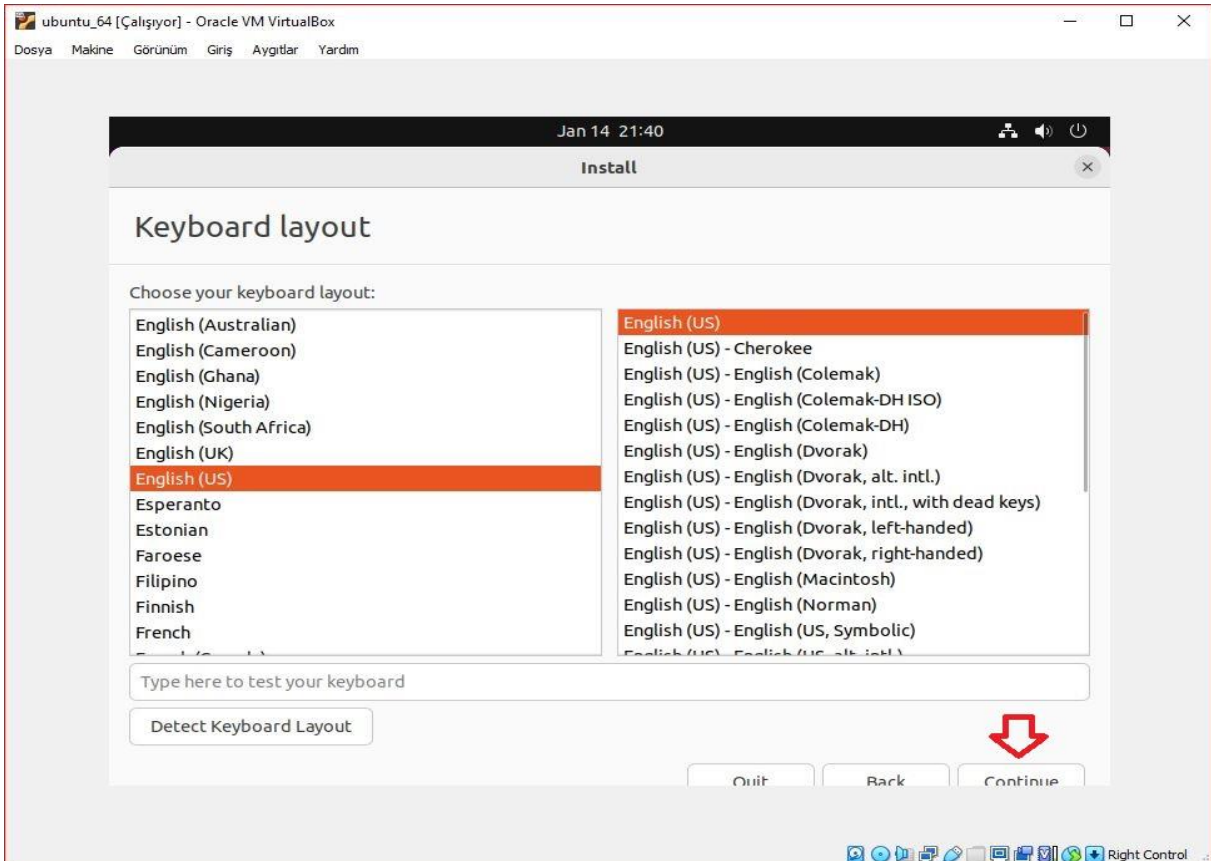 ubuntu_64 [Çalışıyor] - Oracle VM VirtualBox
Dosya Makine Görünüm Giriş Aygıtlar Yardım
Jan 14 21:40
Install
Keyboard layout
Choose your keyboard layout:
English (Australian)
English (Cameroon)
English (Ghana)
English (Nigeria)
English (South Africa)
English (UK)
English (US)
Esperanto
Estonian
Faroese
Filipino
Finnish
French
English (US)
English (US) - Cherokee
English (US) - English (Colemak)
English (US) - English (Colemak-DH ISO)
English (US) - English (Colemak-DH)
English (US) - English (Dvorak)
English (US) - English (Dvorak, alt. intl.)
English (US) - English (Dvorak, intl., with dead keys)
English (US) - English (Dvorak, left-handed)
English (US) - English (Dvorak, right-handed)
English (US) - English (Macintosh)
English (US) - English (Norman)
English (US) - English (US, Symbolic)
English (US) - English (US, alt. intl.)
Type here to test your keyboard
Detect Keyboard Layout
Quit Back Continue
Right Control